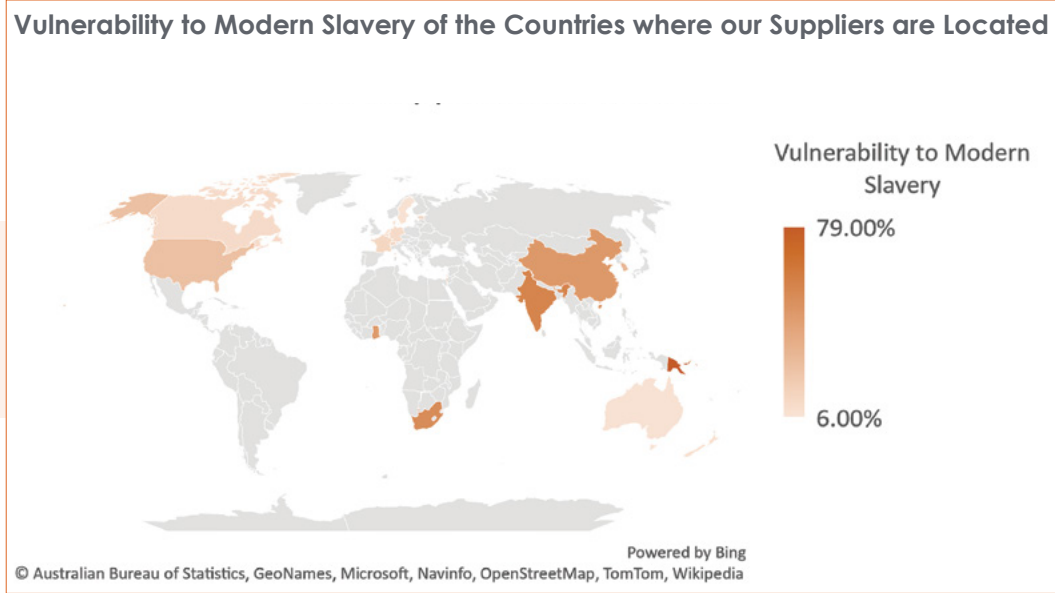 Vulnerability to Modern Slavery of the Countries where our Suppliers are Located
Vulnerability to Modern
Slavery
79.00%
6.00%
Powered by Bing
© Australian Bureau of Statistics, GeoNames, Microsoft, Navinfo, OpenStreetMap, TomTom, Wikipedia